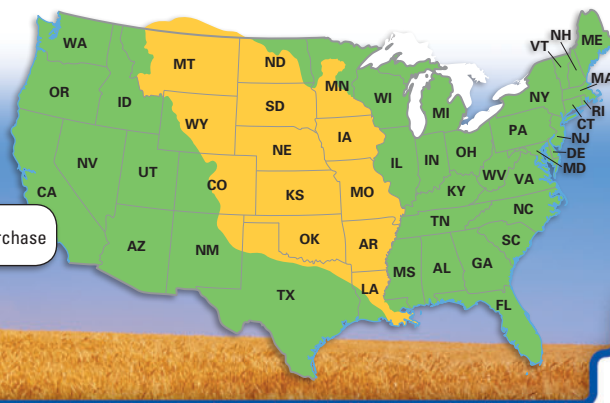 NH
VT
ME
WA
MT
ND
MN
MA
OR
ID
SD
WI
MI
NY
RI
CT
WY
IA
PA
NJ
NV
UT
NE
IL
IN
OH
DE
MD
CA
CO
KS
MO
WV
VA
KY
rchase
AZ
NM
OK
AR
TN
NC
SC
MS
AL
GA
TX
LA
FL